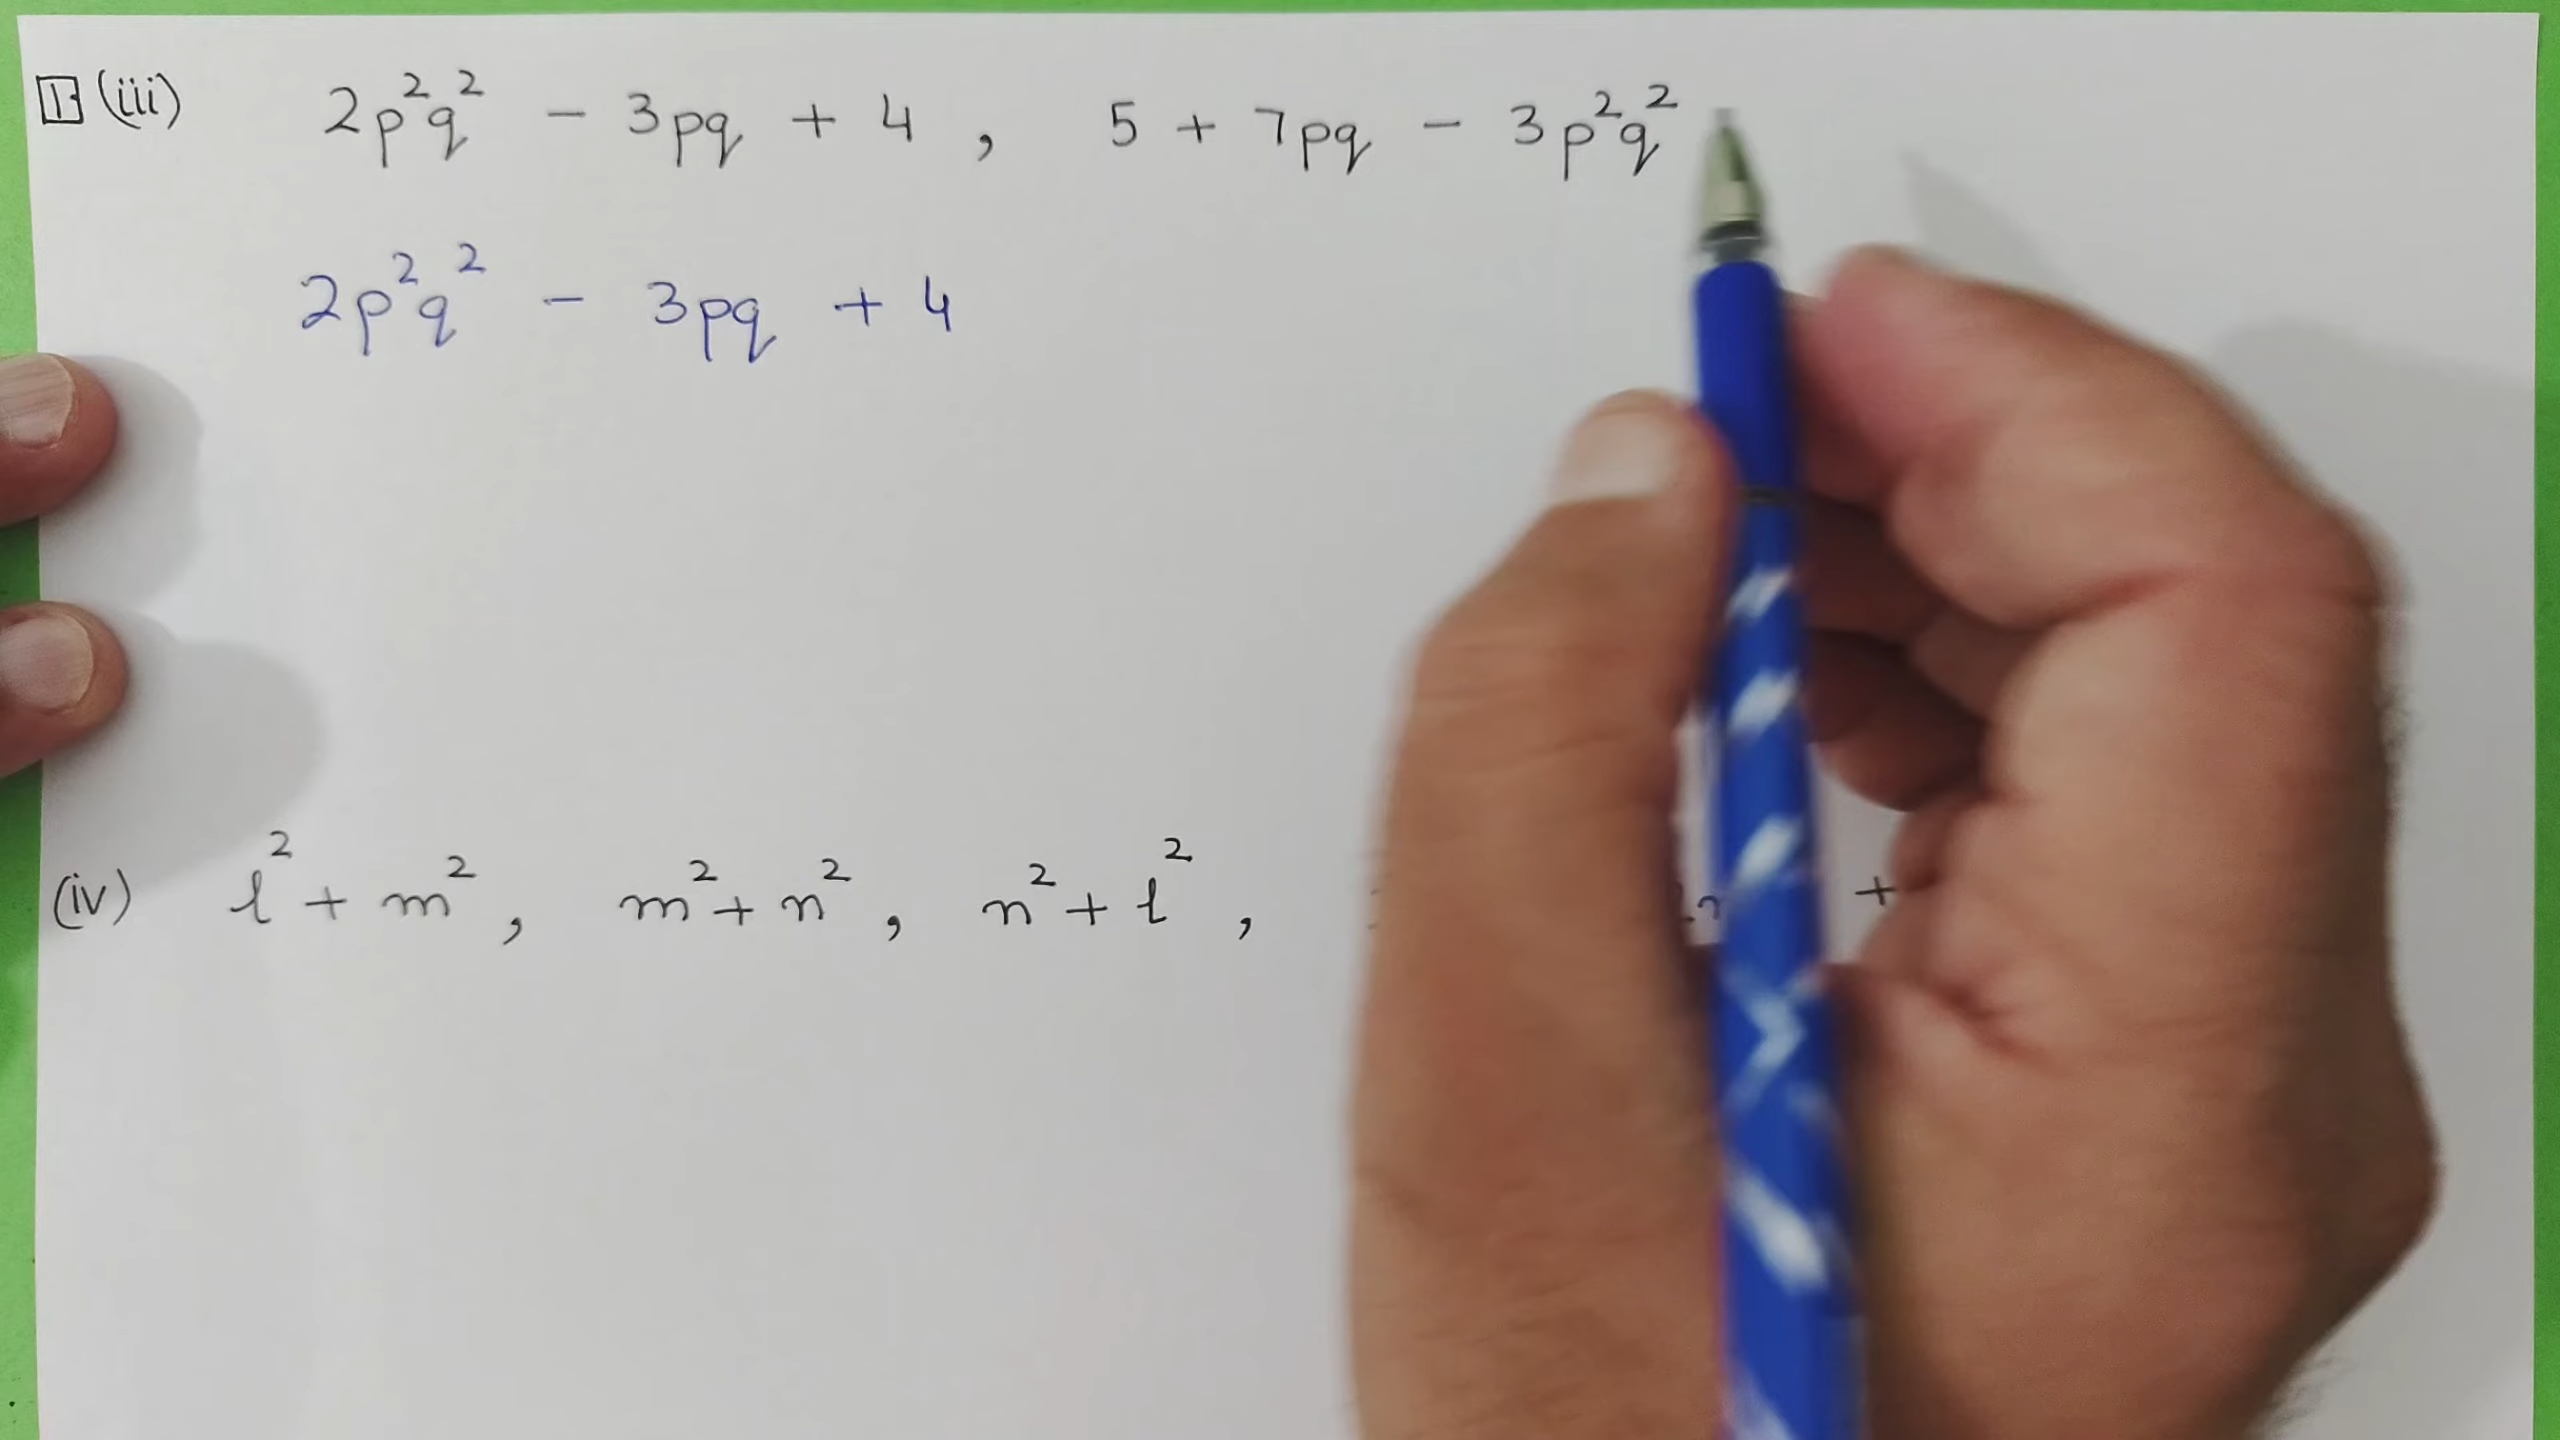 1 (iii) 2p²q² - 3pq + 4 , 5 + 7pq - 3p²q²
2p²q² - 3pq + 4
(iv) l² + m² , m² + n² , n² + l² , +